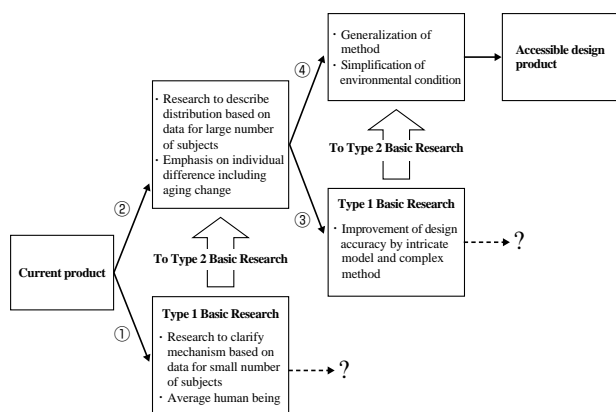 ・ Generalization of
method
・ Simplification of
environmental condition
Accessible design
product
④
・ Research to describe
distribution based on
data for large number
of subjects
・ Emphasis on individual
difference including
aging change
To Type 2 Basic Research
②
③
Type 1 Basic Research
・ Improvement of design
accuracy by intricate
model and complex
method
?
Current product
To Type 2 Basic Research
①
Type 1 Basic Research
・ Research to clarify
mechanism based on
data for small number
of subjects
・ Average human being
?